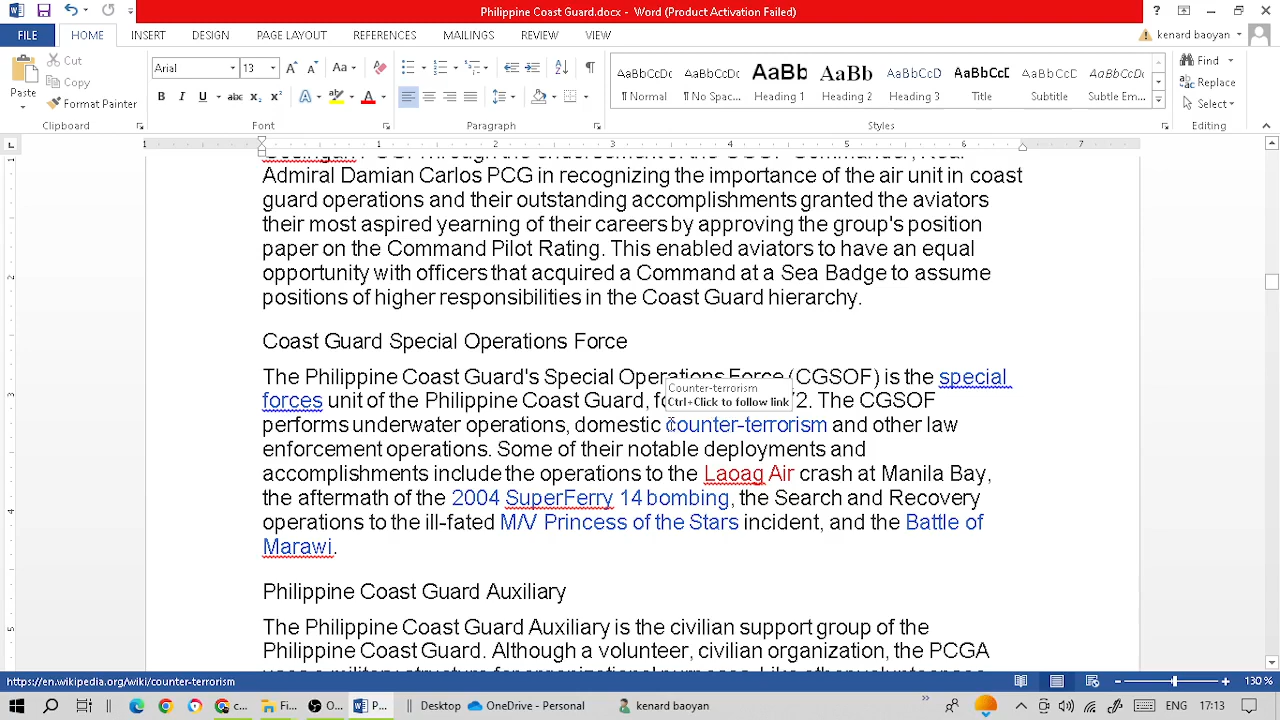 Philippine Coast Guard.docx - Word (Product Activation Failed)
FILE HOME INSERT DESIGN PAGE LAYOUT REFERENCES MAILINGS REVIEW VIEW kenard baoyan
Paste
Cut
Copy
Format Painter
Clipboard
Arial 13
Font
Paragraph
AaBbCcDc AaBbCcDc AaBb AaBb AaBbCcDc AaBbCcDc AaBbCcDc AaBbCcDc
¶ Normal ¶ No Spac... Heading 1 Heading 2 Heading 3 Title Subtitle Subtle Em...
Styles
Find
Replace
Select
Editing
1 1 2 3 4 5 6 7
Admiral Damian Carlos PCG in recognizing the importance of the air unit in coast
guard operations and their outstanding accomplishments granted the aviators
their most aspired yearning of their careers by approving the group's position
paper on the Command Pilot Rating. This enabled aviators to have an equal
opportunity with officers that acquired a Command at a Sea Badge to assume
positions of higher responsibilities in the Coast Guard hierarchy.
Coast Guard Special Operations Force
The Philippine Coast Guard's Special Operations Force (CGSOF) is the special
forces unit of the Philippine Coast Guard, 72. The CGSOF
Counter-terrorism
Ctrl+Click to follow link
performs underwater operations, domestic counter-terrorism and other law
enforcement operations. Some of their notable deployments and
accomplishments include the operations to the Laoag Air crash at Manila Bay,
the aftermath of the 2004 SuperFerry 14 bombing, the Search and Recovery
operations to the ill-fated M/V Princess of the Stars incident, and the Battle of
Marawi.
Philippine Coast Guard Auxiliary
The Philippine Coast Guard Auxiliary is the civilian support group of the
Philippine Coast Guard. Although a volunteer, civilian organization, the PCGA
https://en.wikipedia.org/wiki/counter-terrorism 130 %
c... Fi... O... P... Desktop OneDrive - Personal kenard baoyan ENG 17:13